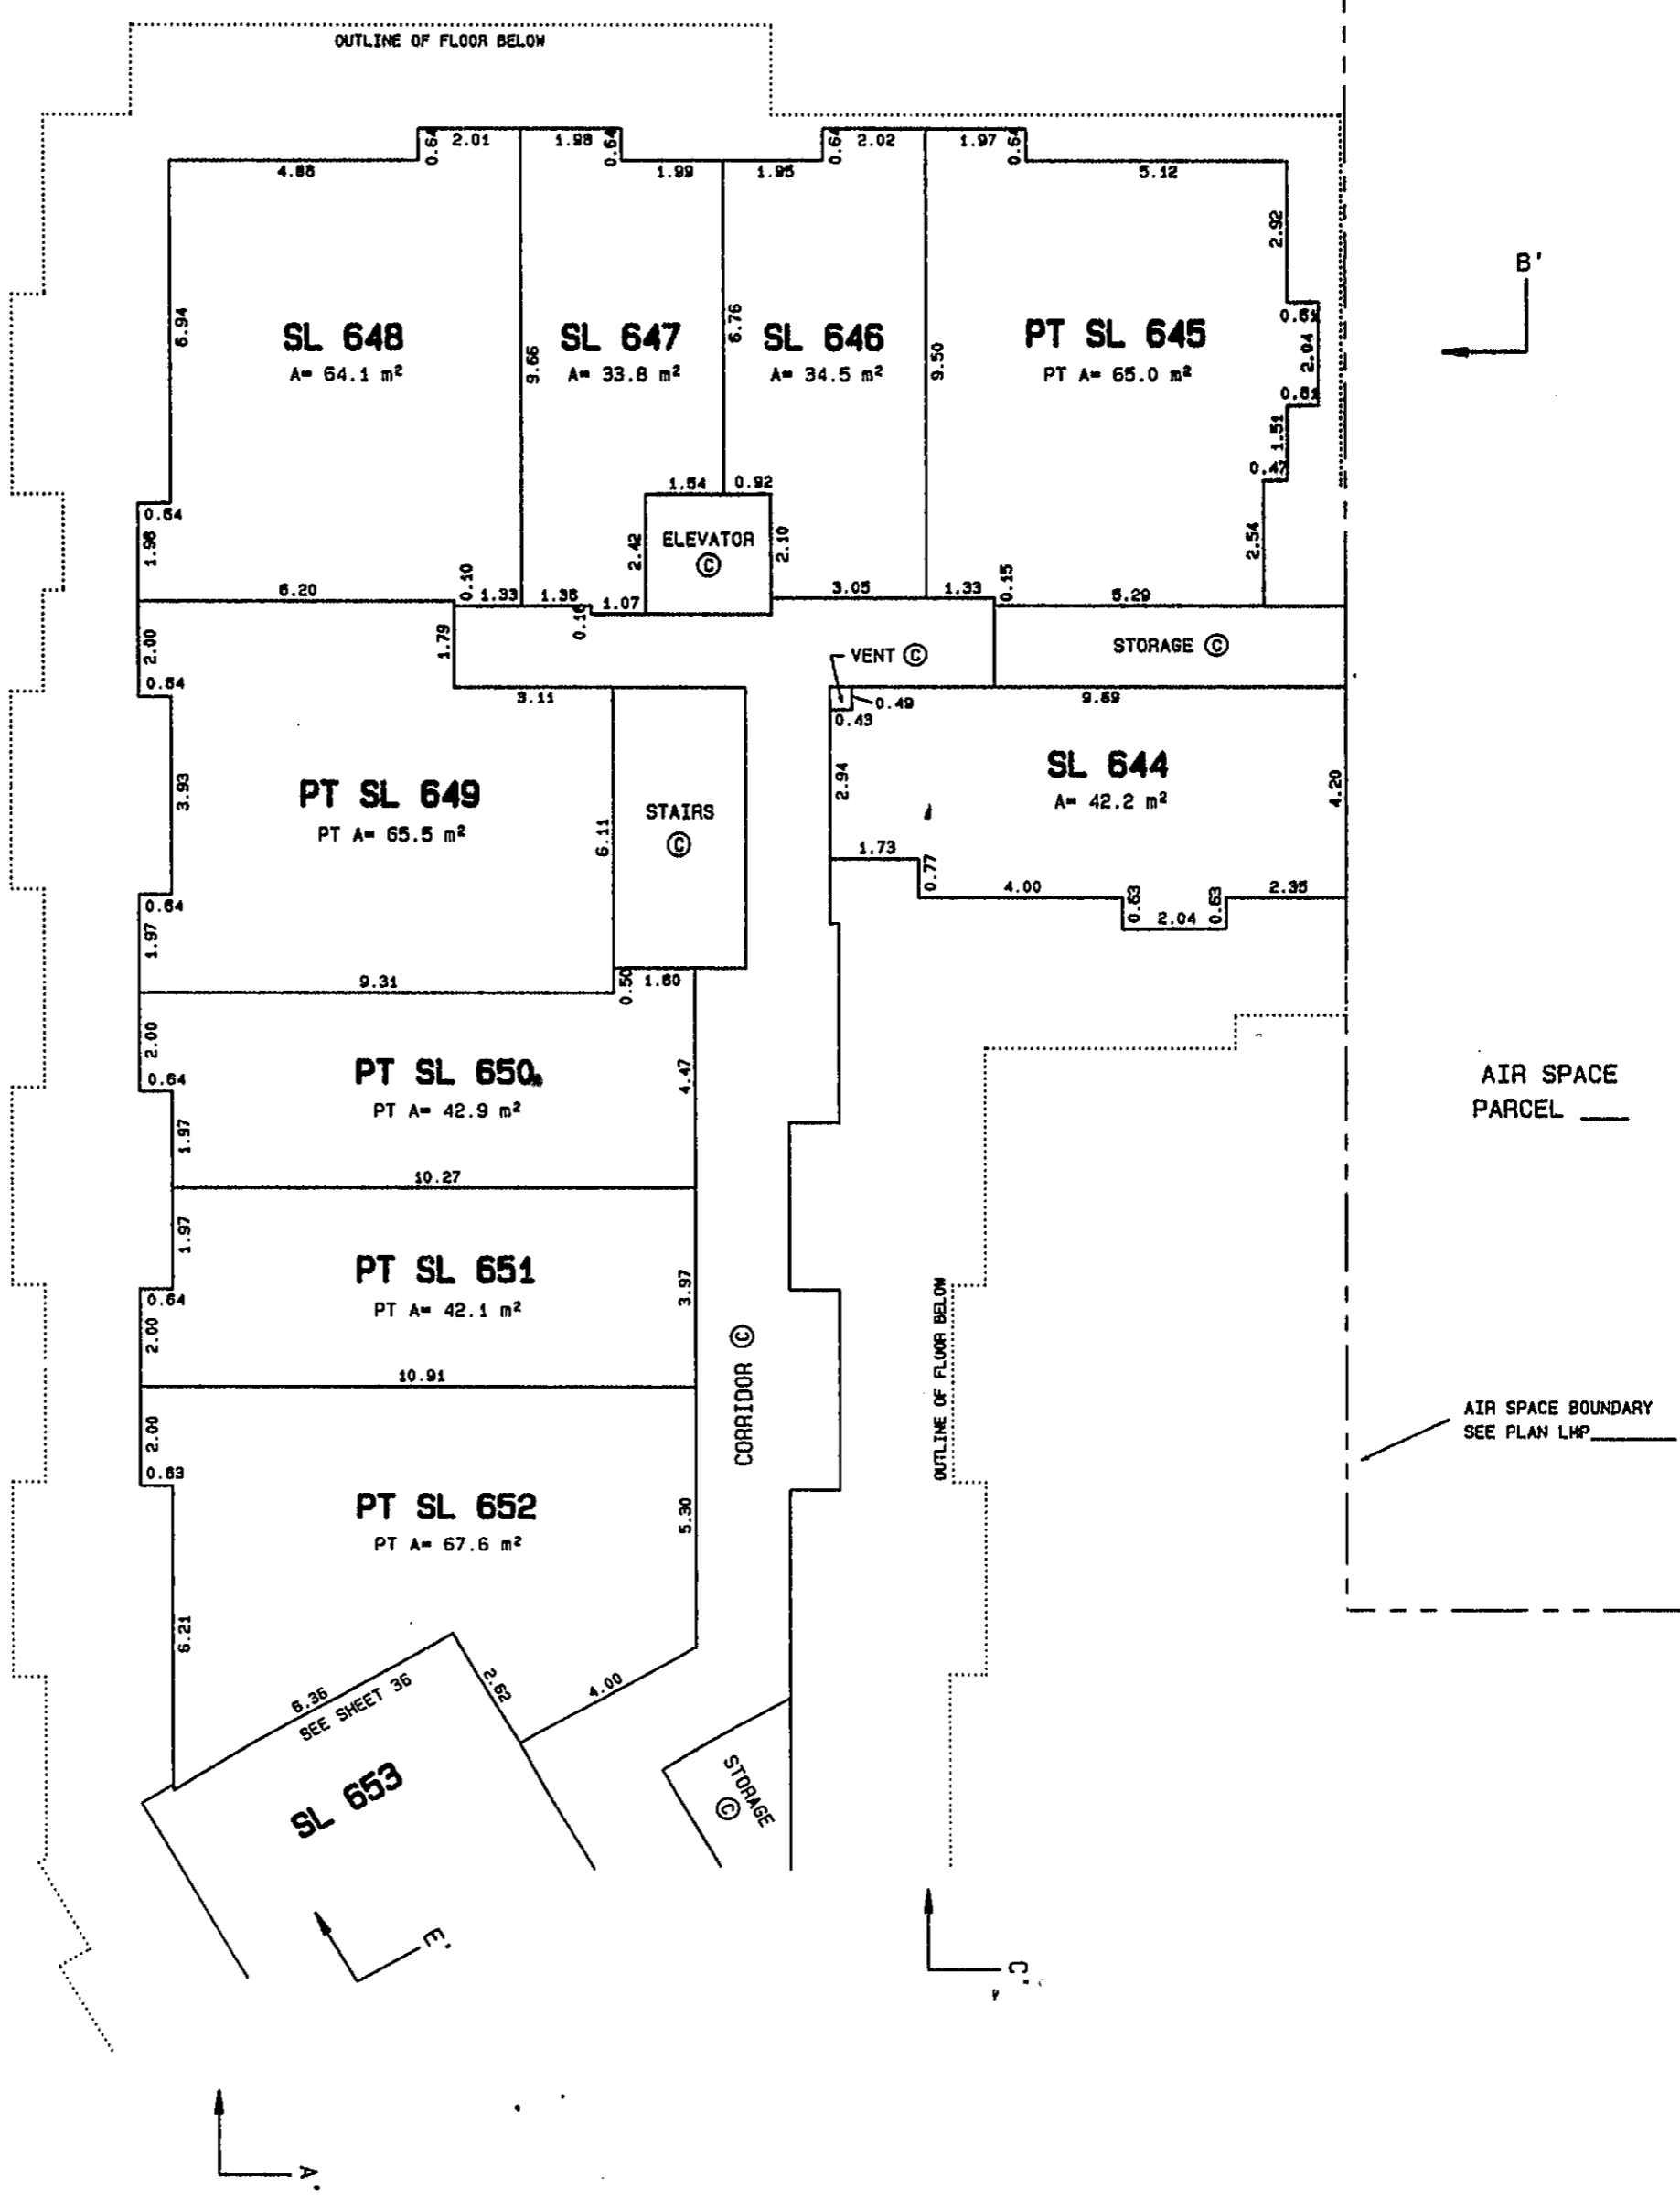 OUTLINE OF FLOOR BELOW
0.64
2.01
1.98
0.64
0.64
2.02
1.97
0.64
4.88
1.99
1.95
5.12
2.92
B'
6.94
SL 648
A= 64.1 m²
9.66
SL 647
A= 33.8 m²
6.76
SL 646
A= 34.5 m²
9.50
PT SL 645
PT A= 65.0 m²
0.61
2.04
0.61
1.51
0.47
2.54
1.54
0.92
ELEVATOR
©
2.42
2.10
0.64
1.98
6.20
0.10
1.33
1.36
0.16
1.07
3.05
1.33
0.15
5.29
2.00
0.64
1.79
VENT ©
STORAGE ©
3.11
0.49
0.43
9.69
3.93
PT SL 649
PT A= 65.5 m²
6.11
STAIRS
©
2.94
SL 644
A= 42.2 m²
4.20
1.73
0.77
4.00
0.63
2.04
0.63
2.35
0.64
1.97
9.31
0.50
1.60
2.00
0.64
PT SL 650
PT A= 42.9 m²
4.47
1.97
10.27
AIR SPACE
PARCEL ____
1.97
PT SL 651
PT A= 42.1 m²
3.97
0.64
2.00
10.91
CORRIDOR ©
OUTLINE OF FLOOR BELOW
AIR SPACE BOUNDARY
SEE PLAN LMP________
2.00
0.63
PT SL 652
PT A= 67.6 m²
5.30
6.21
6.36
SEE SHEET 36
2.62
4.00
SL 653
STORAGE
©
E'
C'
A'